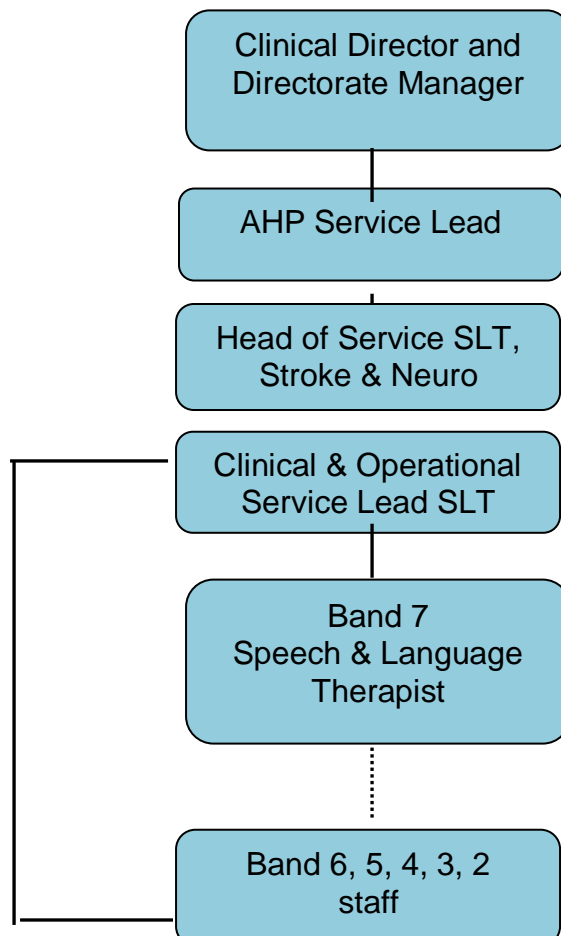 Clinical Director and
Directorate Manager
AHP Service Lead
Head of Service SLT,
Stroke & Neuro
Clinical & Operational
Service Lead SLT
Band 7
Speech & Language
Therapist
Band 6, 5, 4, 3, 2
staff